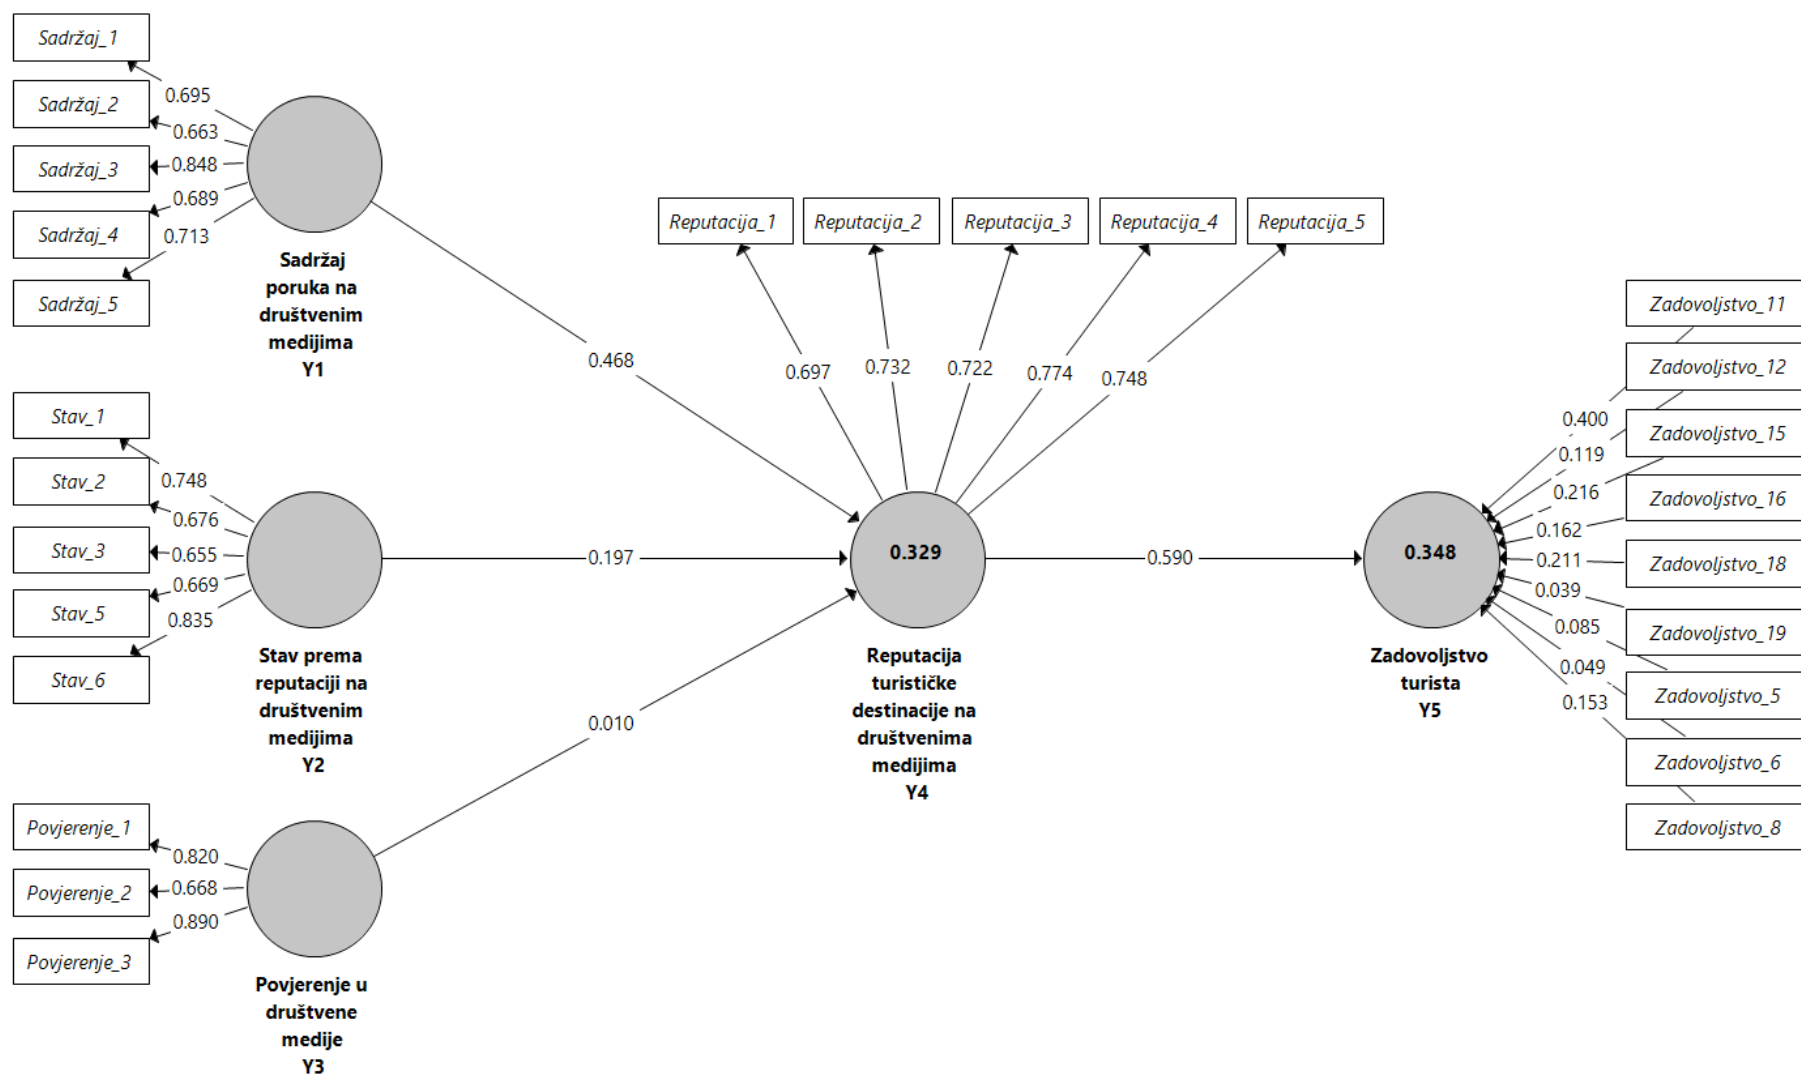 Sadržaj_1
Sadržaj_2
Sadržaj_3
Sadržaj_4
Sadržaj_5
0.695
0.663
0.848
0.689
0.713
Sadržaj
poruka na
društvenim
medijima
Y1
Stav_1
Stav_2
Stav_3
Stav_5
Stav_6
0.748
0.676
0.655
0.669
0.835
Stav prema
reputaciji na
društvenim
medijima
Y2
Povjerenje_1
Povjerenje_2
Povjerenje_3
0.820
0.668
0.890
Povjerenje u
društvene
medije
Y3
0.468
0.197
0.010
Reputacija_1
Reputacija_2
Reputacija_3
Reputacija_4
Reputacija_5
0.697
0.732
0.722
0.774
0.748
0.329
Reputacija
turističke
destinacije na
društvenima
medijima
Y4
0.590
0.348
Zadovoljstvo
turista
Y5
0.400
0.119
0.216
0.162
0.211
0.039
0.085
0.049
0.153
Zadovoljstvo_11
Zadovoljstvo_12
Zadovoljstvo_15
Zadovoljstvo_16
Zadovoljstvo_18
Zadovoljstvo_19
Zadovoljstvo_5
Zadovoljstvo_6
Zadovoljstvo_8